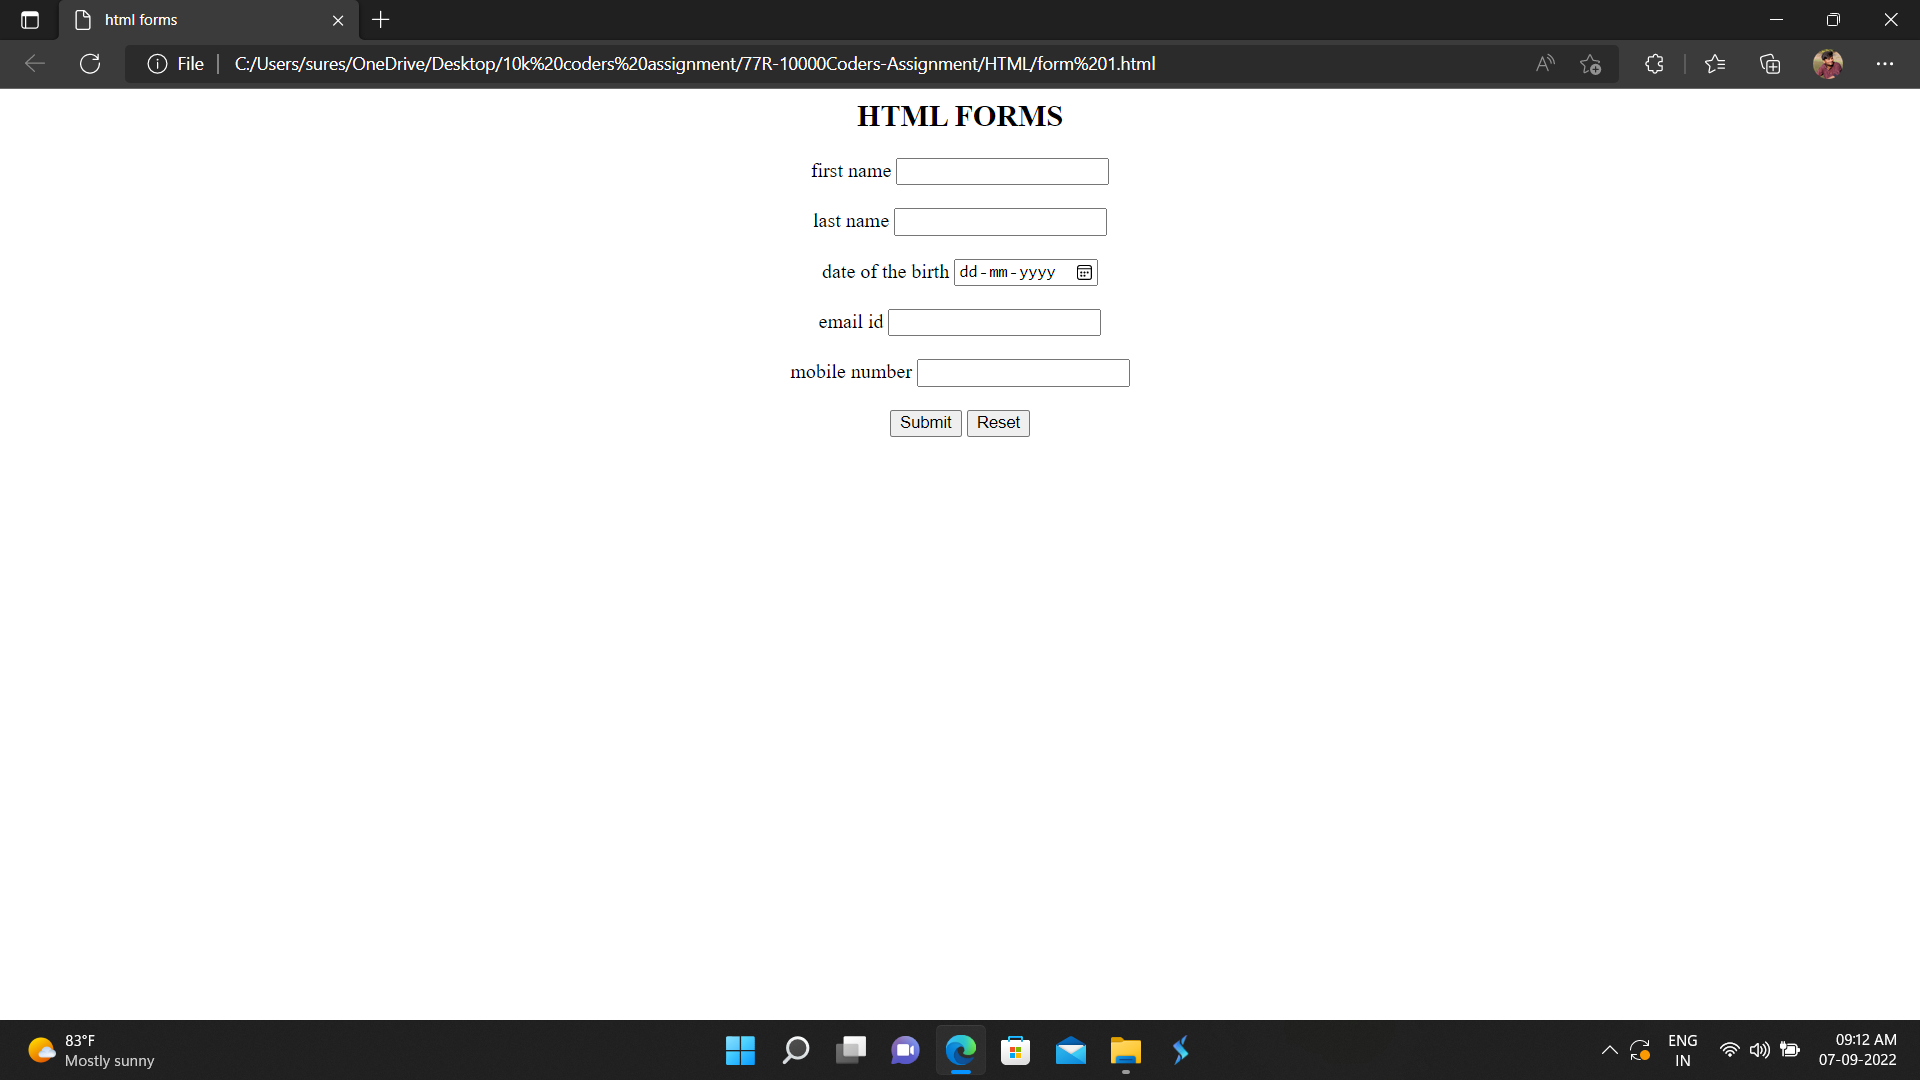 html forms
File C:/Users/sures/OneDrive/Desktop/10k%20coders%20assignment/77R-10000Coders-Assignment/HTML/form%201.html
HTML FORMS
first name
last name
date of the birth dd-mm-yyyy
email id
mobile number
Submit Reset
83°F
Mostly sunny
ENG
IN
09:12 AM
07-09-2022